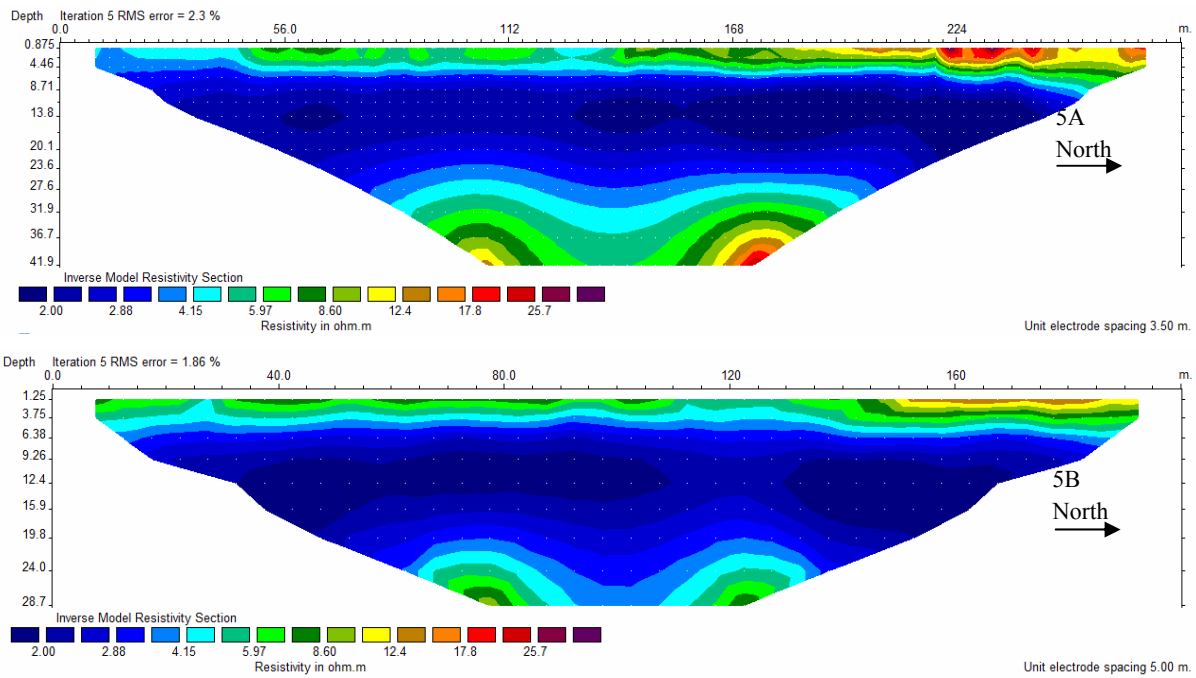 Depth Iteration 5 RMS error = 2.3 %
0.0 56.0 112 168 224 m.
0.875
4.46
8.71
13.8
20.1
23.6
27.6
31.9
36.7
41.9
5A
North
Inverse Model Resistivity Section
2.00 2.88 4.15 5.97 8.60 12.4 17.8 25.7
Resistivity in ohm.m
Unit electrode spacing 3.50 m.
Depth Iteration 5 RMS error = 1.86 %
0.0 40.0 80.0 120 160 m.
1.25
3.75
6.38
9.26
12.4
15.9
19.8
24.0
28.7
5B
North
Inverse Model Resistivity Section
2.00 2.88 4.15 5.97 8.60 12.4 17.8 25.7
Resistivity in ohm.m
Unit electrode spacing 5.00 m.